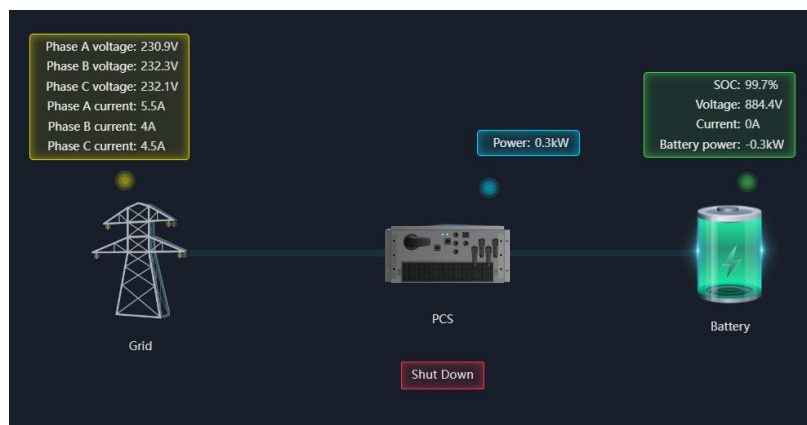 Phase A voltage: 230.9V
Phase B voltage: 232.3V
Phase C voltage: 232.1V
Phase A current: 5.5A
Phase B current: 4A
Phase C current: 4.5A
Power: 0.3kW
SOC: 99.7%
Voltage: 884.4V
Current: 0A
Battery power: -0.3kW
Grid
PCS
Battery
Shut Down